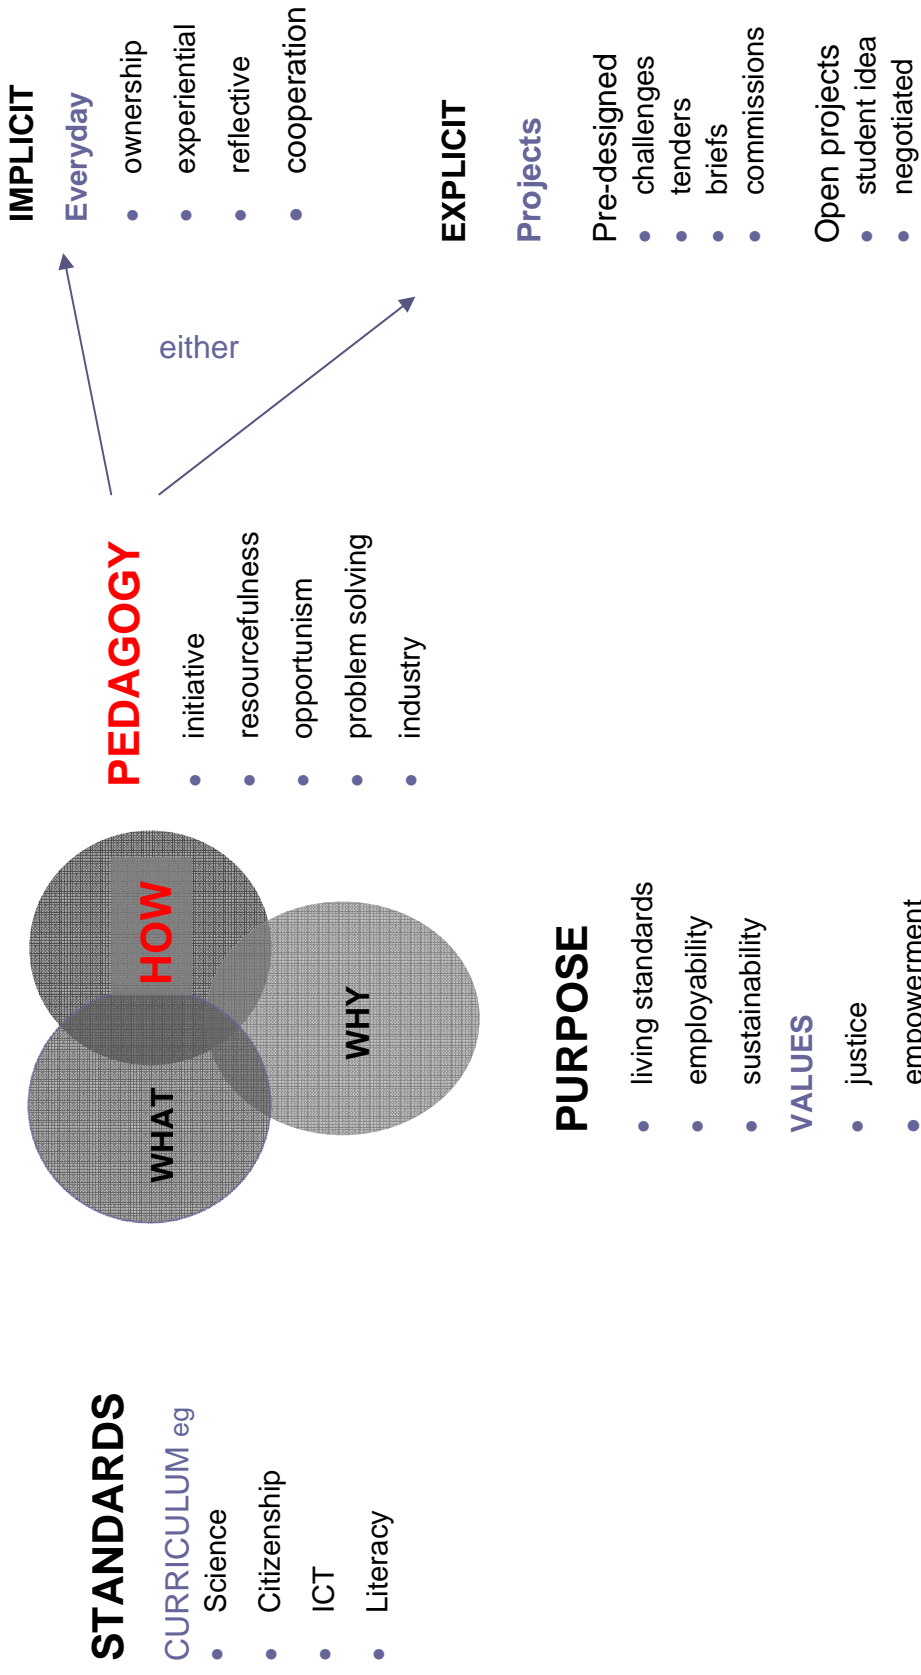 STANDARDS
CURRICULUM eg
• Science
• Citizenship
• ICT
• Literacy
WHAT
HOW
WHY
PURPOSE
• living standards
• employability
• sustainability
VALUES
• justice
• empowerment
PEDAGOGY
• initiative
• resourcefulness
• opportunism
• problem solving
• industry
either
IMPLICIT
Everyday
• ownership
• experiential
• reflective
• cooperation
EXPLICIT
Projects
Pre-designed
• challenges
• tenders
• briefs
• commissions
Open projects
• student idea
• negotiated